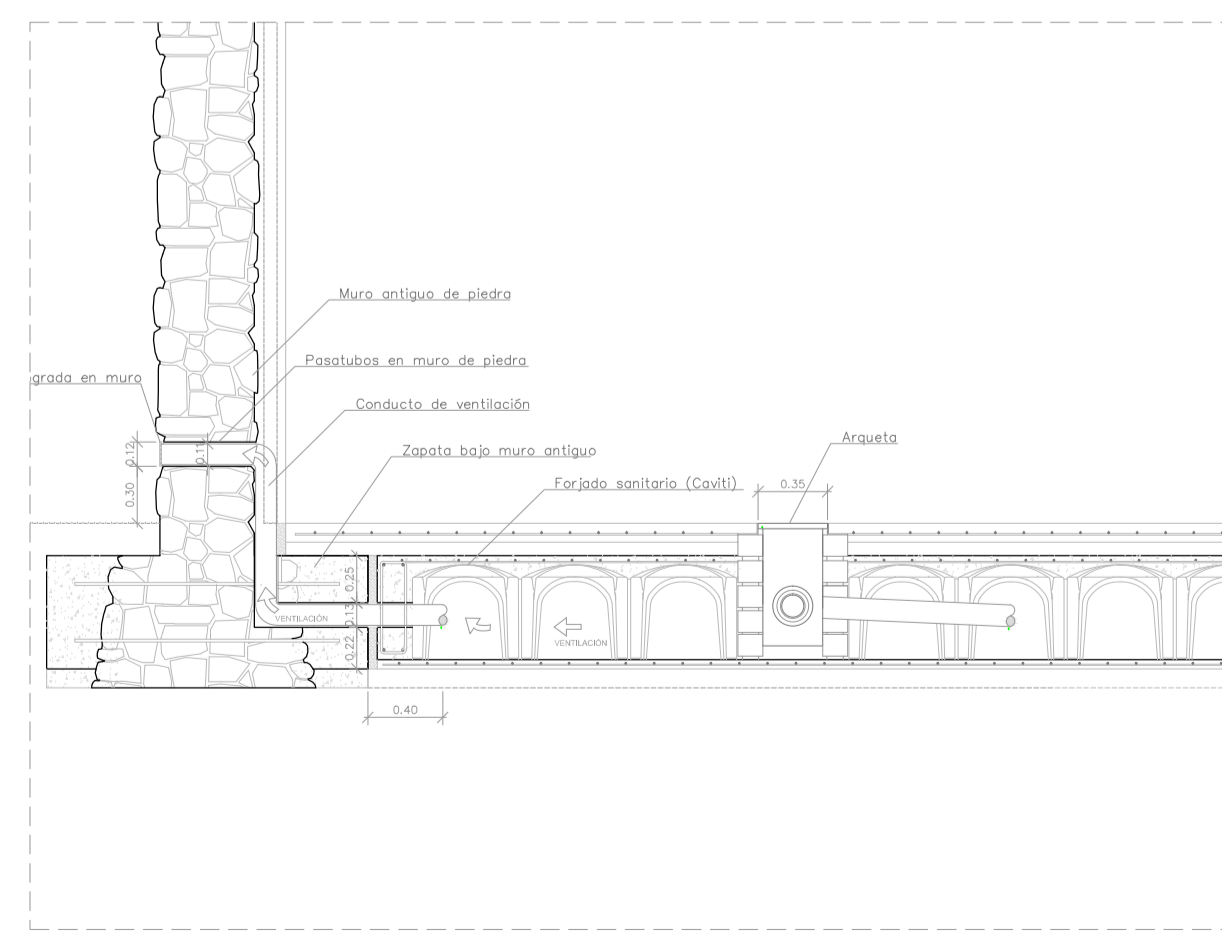 Muro antiguo de piedra
Pasatubos en muro de piedra
grada en muro
Conducto de ventilación
Arqueta
Zapata bajo muro antiguo
0.12
0.11
Forjado sanitario (Caviti)
0.35
0.30
0.25
0.13
VENTILACIÓN
VENTILACIÓN
0.22
0.40